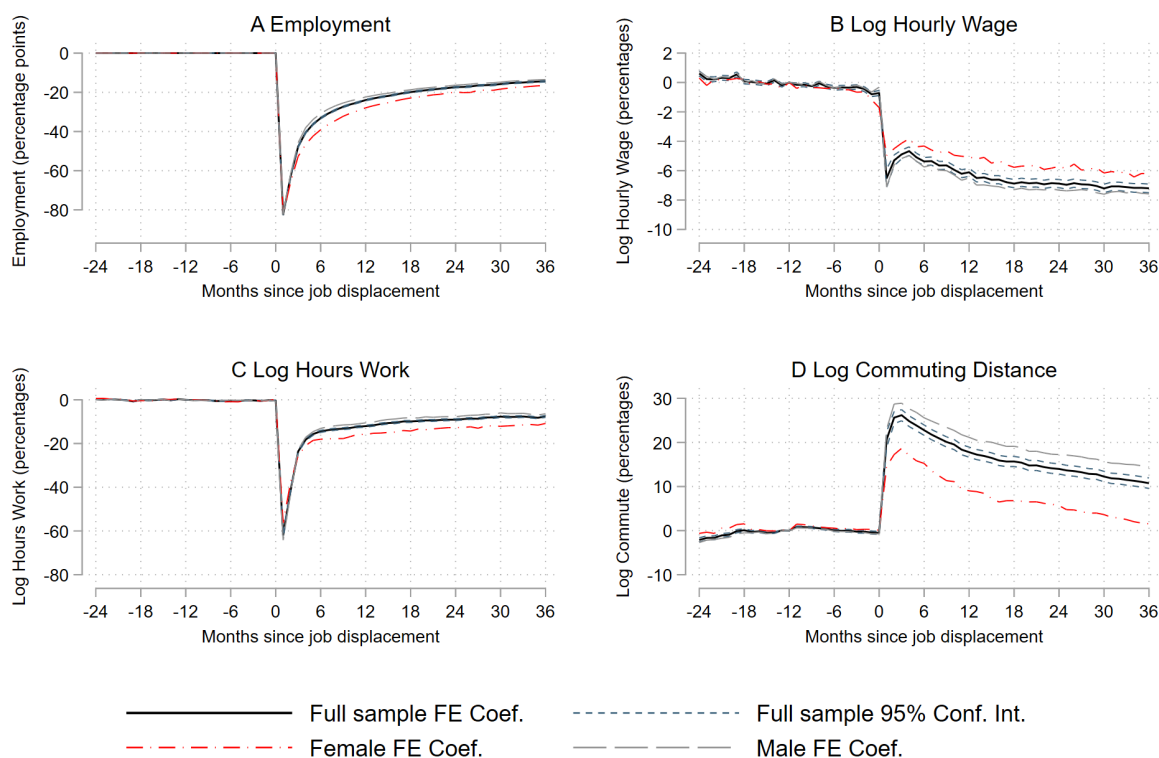 A Employment
Employment (percentage points)
0
-20
-40
-60
-80
-24 -18 -12 -6 0 6 12 18 24 30 36
Months since job displacement
B Log Hourly Wage
Log Hourly Wage (percentages)
2
0
-2
-4
-6
-8
-10
-24 -18 -12 -6 0 6 12 18 24 30 36
Months since job displacement
C Log Hours Work
Log Hours Work (percentages)
0
-20
-40
-60
-80
-24 -18 -12 -6 0 6 12 18 24 30 36
Months since job displacement
D Log Commuting Distance
Log Commute (percentages)
30
20
10
0
-10
-24 -18 -12 -6 0 6 12 18 24 30 36
Months since job displacement
Full sample FE Coef.
Full sample 95% Conf. Int.
Female FE Coef.
Male FE Coef.